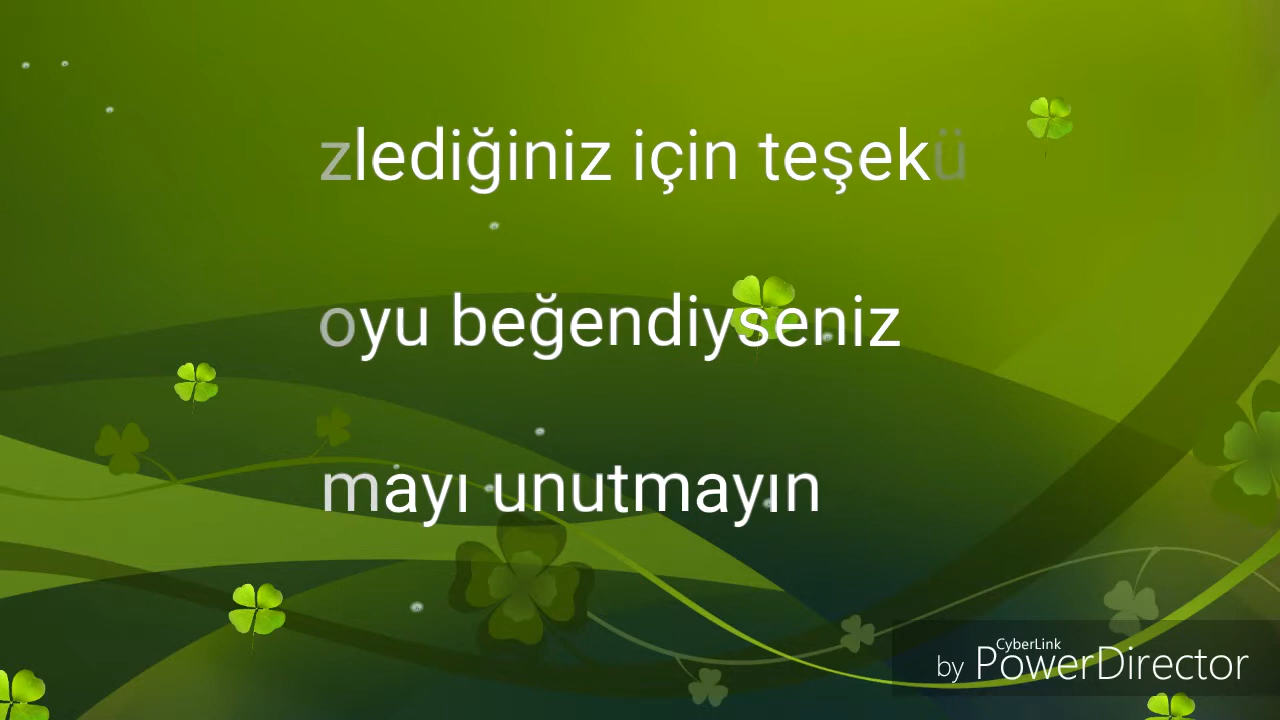 zlediğiniz için teşekü
oyu beğendiyseniz
mayı unutmayın
CyberLink
by PowerDirector